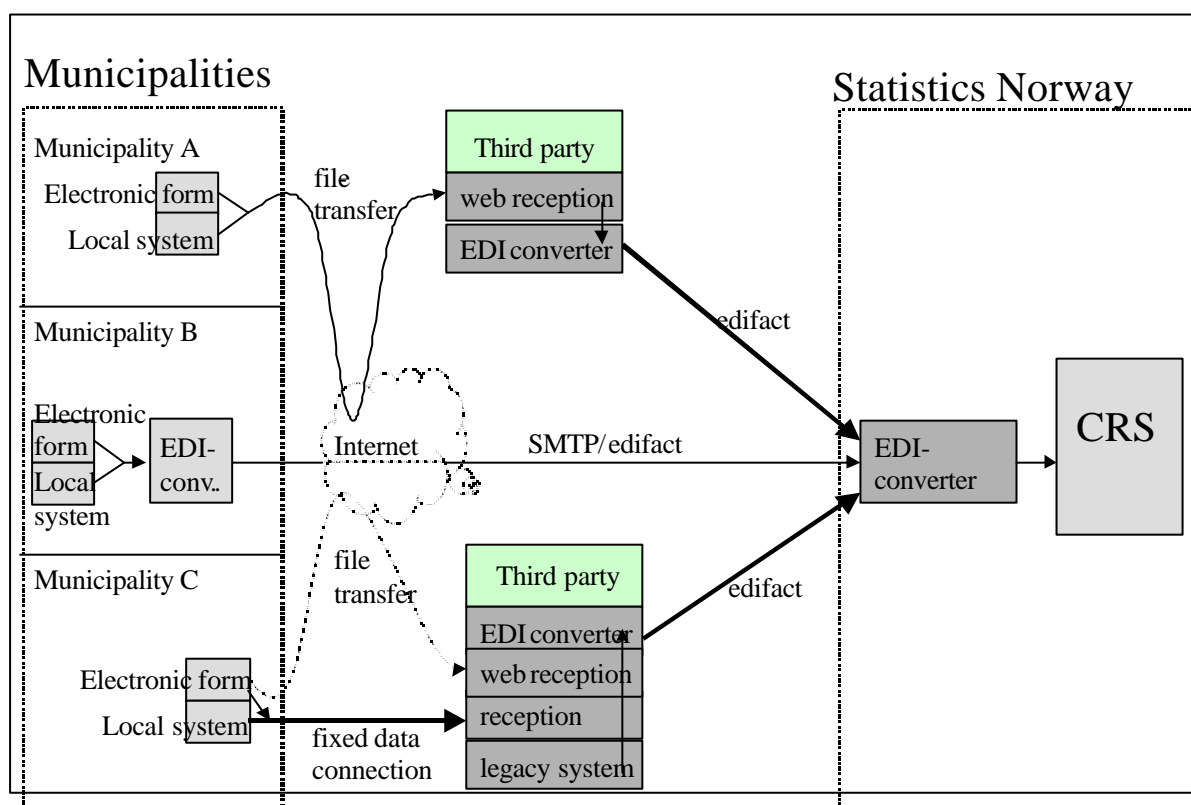 Municipalities
Statistics Norway
Municipality A
Electronic form
Local system
file
transfer
Third party
web reception
EDI converter
edifact
Municipality B
Electronic
form
Local
system
EDI-
conv..
Internet
SMTP/edifact
EDI-
converter
CRS
Municipality C
Electronic form
Local system
file
transfer
fixed data
connection
Third party
EDI converter
web reception
reception
legacy system
edifact